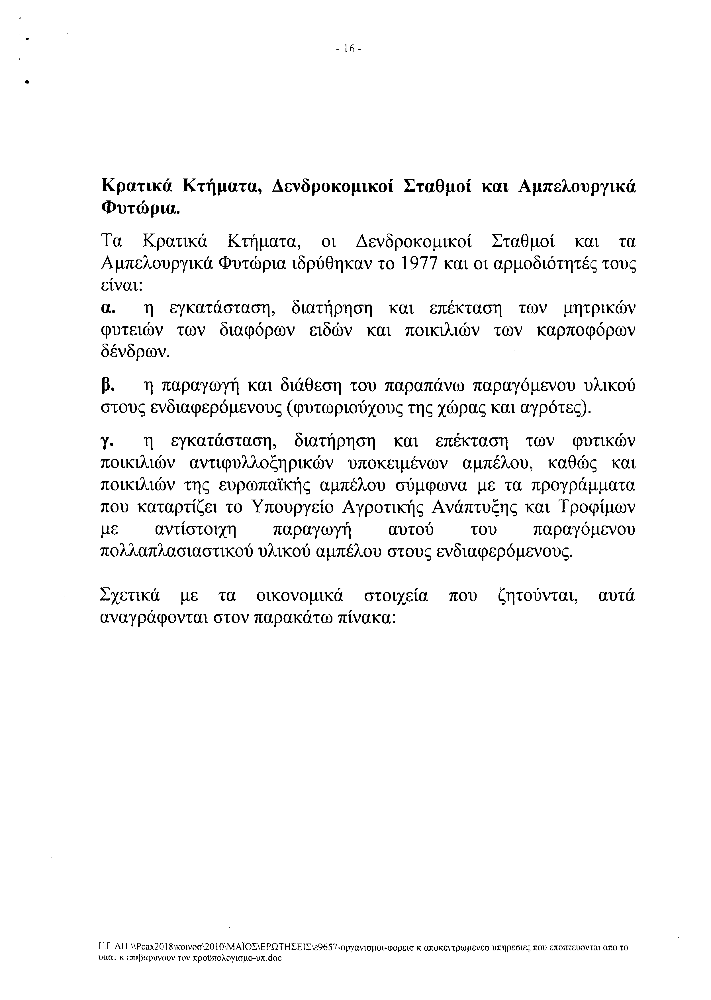 - 16 -
Κρατικά Κτήματα, Δενδροκομικοί Σταθμοί και Αμπελουργικά
Φυτώρια.
Τα Κρατικά Κτήματα, οι Δενδροκομικοί Σταθμοί και τα
Αμπελουργικά Φυτώρια ιδρύθηκαν το 1977 και οι αρμοδιότητές τους
είναι:
α. η εγκατάσταση, διατήρηση και επέκταση των μητρικών
φυτειών των διαφόρων ειδών και ποικιλιών των καρποφόρων
δένδρων.
β. η παραγωγή και διάθεση του παραπάνω παραγόμενου υλικού
στους ενδιαφερόμενους (φυτωριούχους της χώρας και αγρότες).
γ. η εγκατάσταση, διατήρηση και επέκταση των φυτικών
ποικιλιών αντιφυλλοξηρικών υποκειμένων αμπέλου, καθώς και
ποικιλιών της ευρωπαϊκής αμπέλου σύμφωνα με τα προγράμματα
που καταρτίζει το Υπουργείο Αγροτικής Ανάπτυξης και Τροφίμων
με αντίστοιχη παραγωγή αυτού του παραγόμενου
πολλαπλασιαστικού υλικού αμπέλου στους ενδιαφερόμενους.
Σχετικά με τα οικονομικά στοιχεία που ζητούνται, αυτά
αναγράφονται στον παρακάτω πίνακα:
Γ.Γ.ΑΠ.\\Pcax2018\κοινοσ\2010\ΜΑΪΟΣ\ΕΡΩΤΗΣΕΙΣ\ε9657-οργανισμοι-φορεισ κ αποκεντρωμενεσ υπηρεσιες που εποπτευονται απο το
υαατ κ επιβαρυνουν τον προϋπολογισμο-υπ.doc